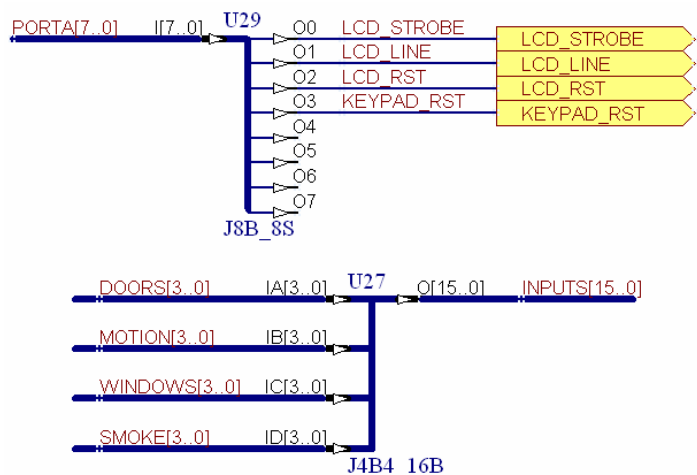 PORTA[7..0] I[7..0] U29 O0 LCD_STROBE LCD_STROBE
O1 LCD_LINE LCD_LINE
O2 LCD_RST LCD_RST
O3 KEYPAD_RST KEYPAD_RST
O4
O5
O6
O7
J8B_8S
DOORS[3..0] IA[3..0] U27 O[15..0] INPUTS[15..0]
MOTION[3..0] IB[3..0]
WINDOWS[3..0] IC[3..0]
SMOKE[3..0] ID[3..0]
J4B4_16B